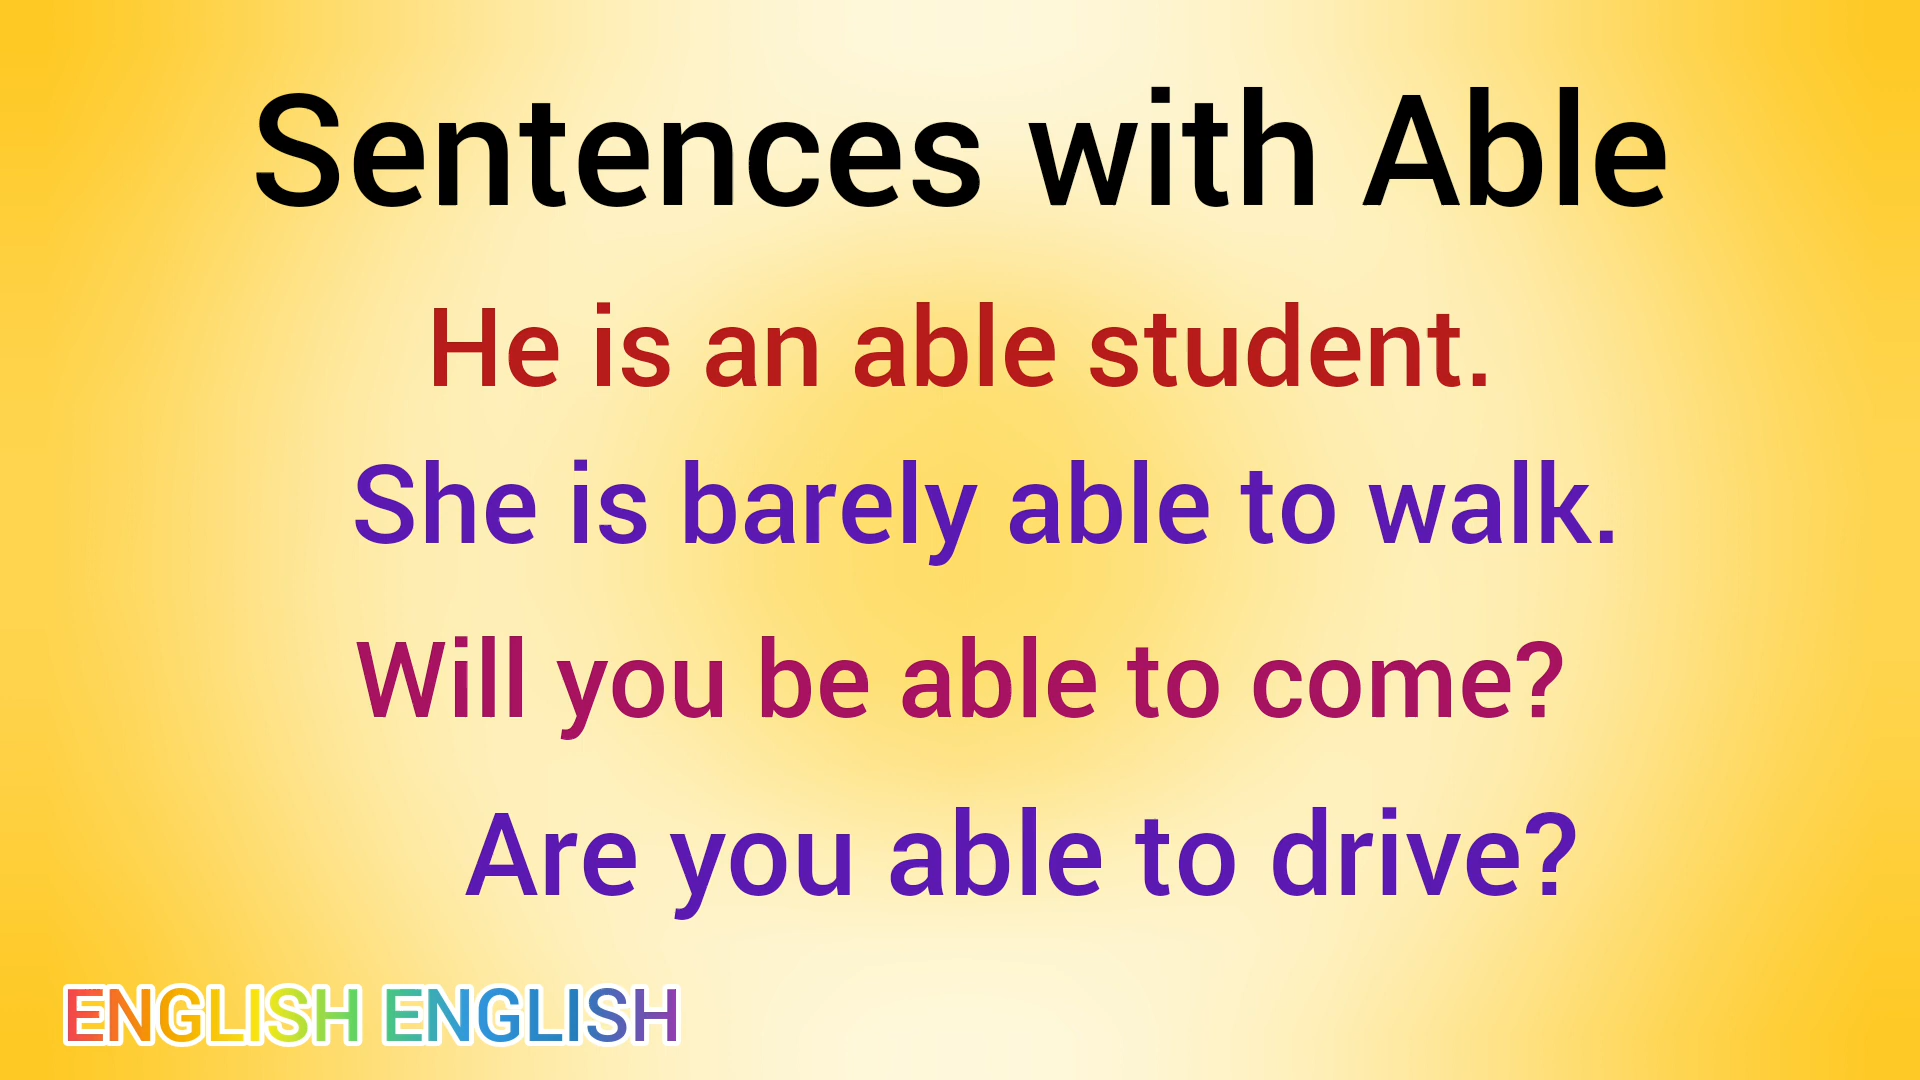 Sentences with Able
He is an able student.
She is barely able to walk.
Will you be able to come?
Are you able to drive?
ENGLISH ENGLISH